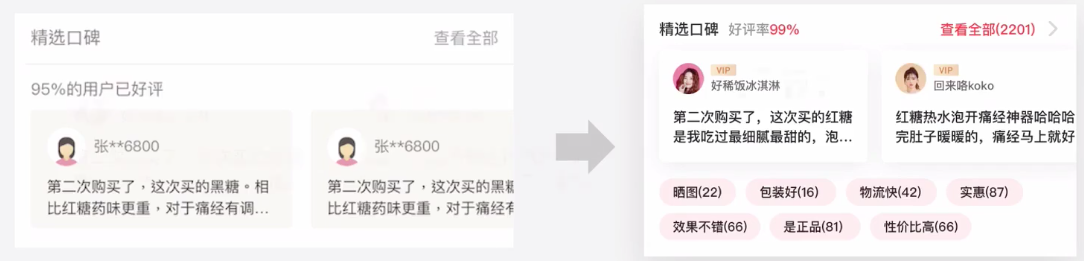 精选口碑
查看全部
95%的用户已好评
张**6800
第二次购买了，这次买的黑糖。相
比红糖药味更重，对于痛经有调…
张**6800
第二次购买了，这次买的黑
比红糖药味更重，对于痛经
精选口碑 好评率99%
查看全部(2201)
VIP
好稀饭冰淇淋
第二次购买了，这次买的红糖
是我吃过最细腻最甜的，泡…
VIP
回来咯koko
红糖热水泡开痛经神器哈哈哈
完肚子暖暖的，痛经马上就好
晒图(22) 包装好(16) 物流快(42) 实惠(87)
效果不错(66) 是正品(81) 性价比高(66)